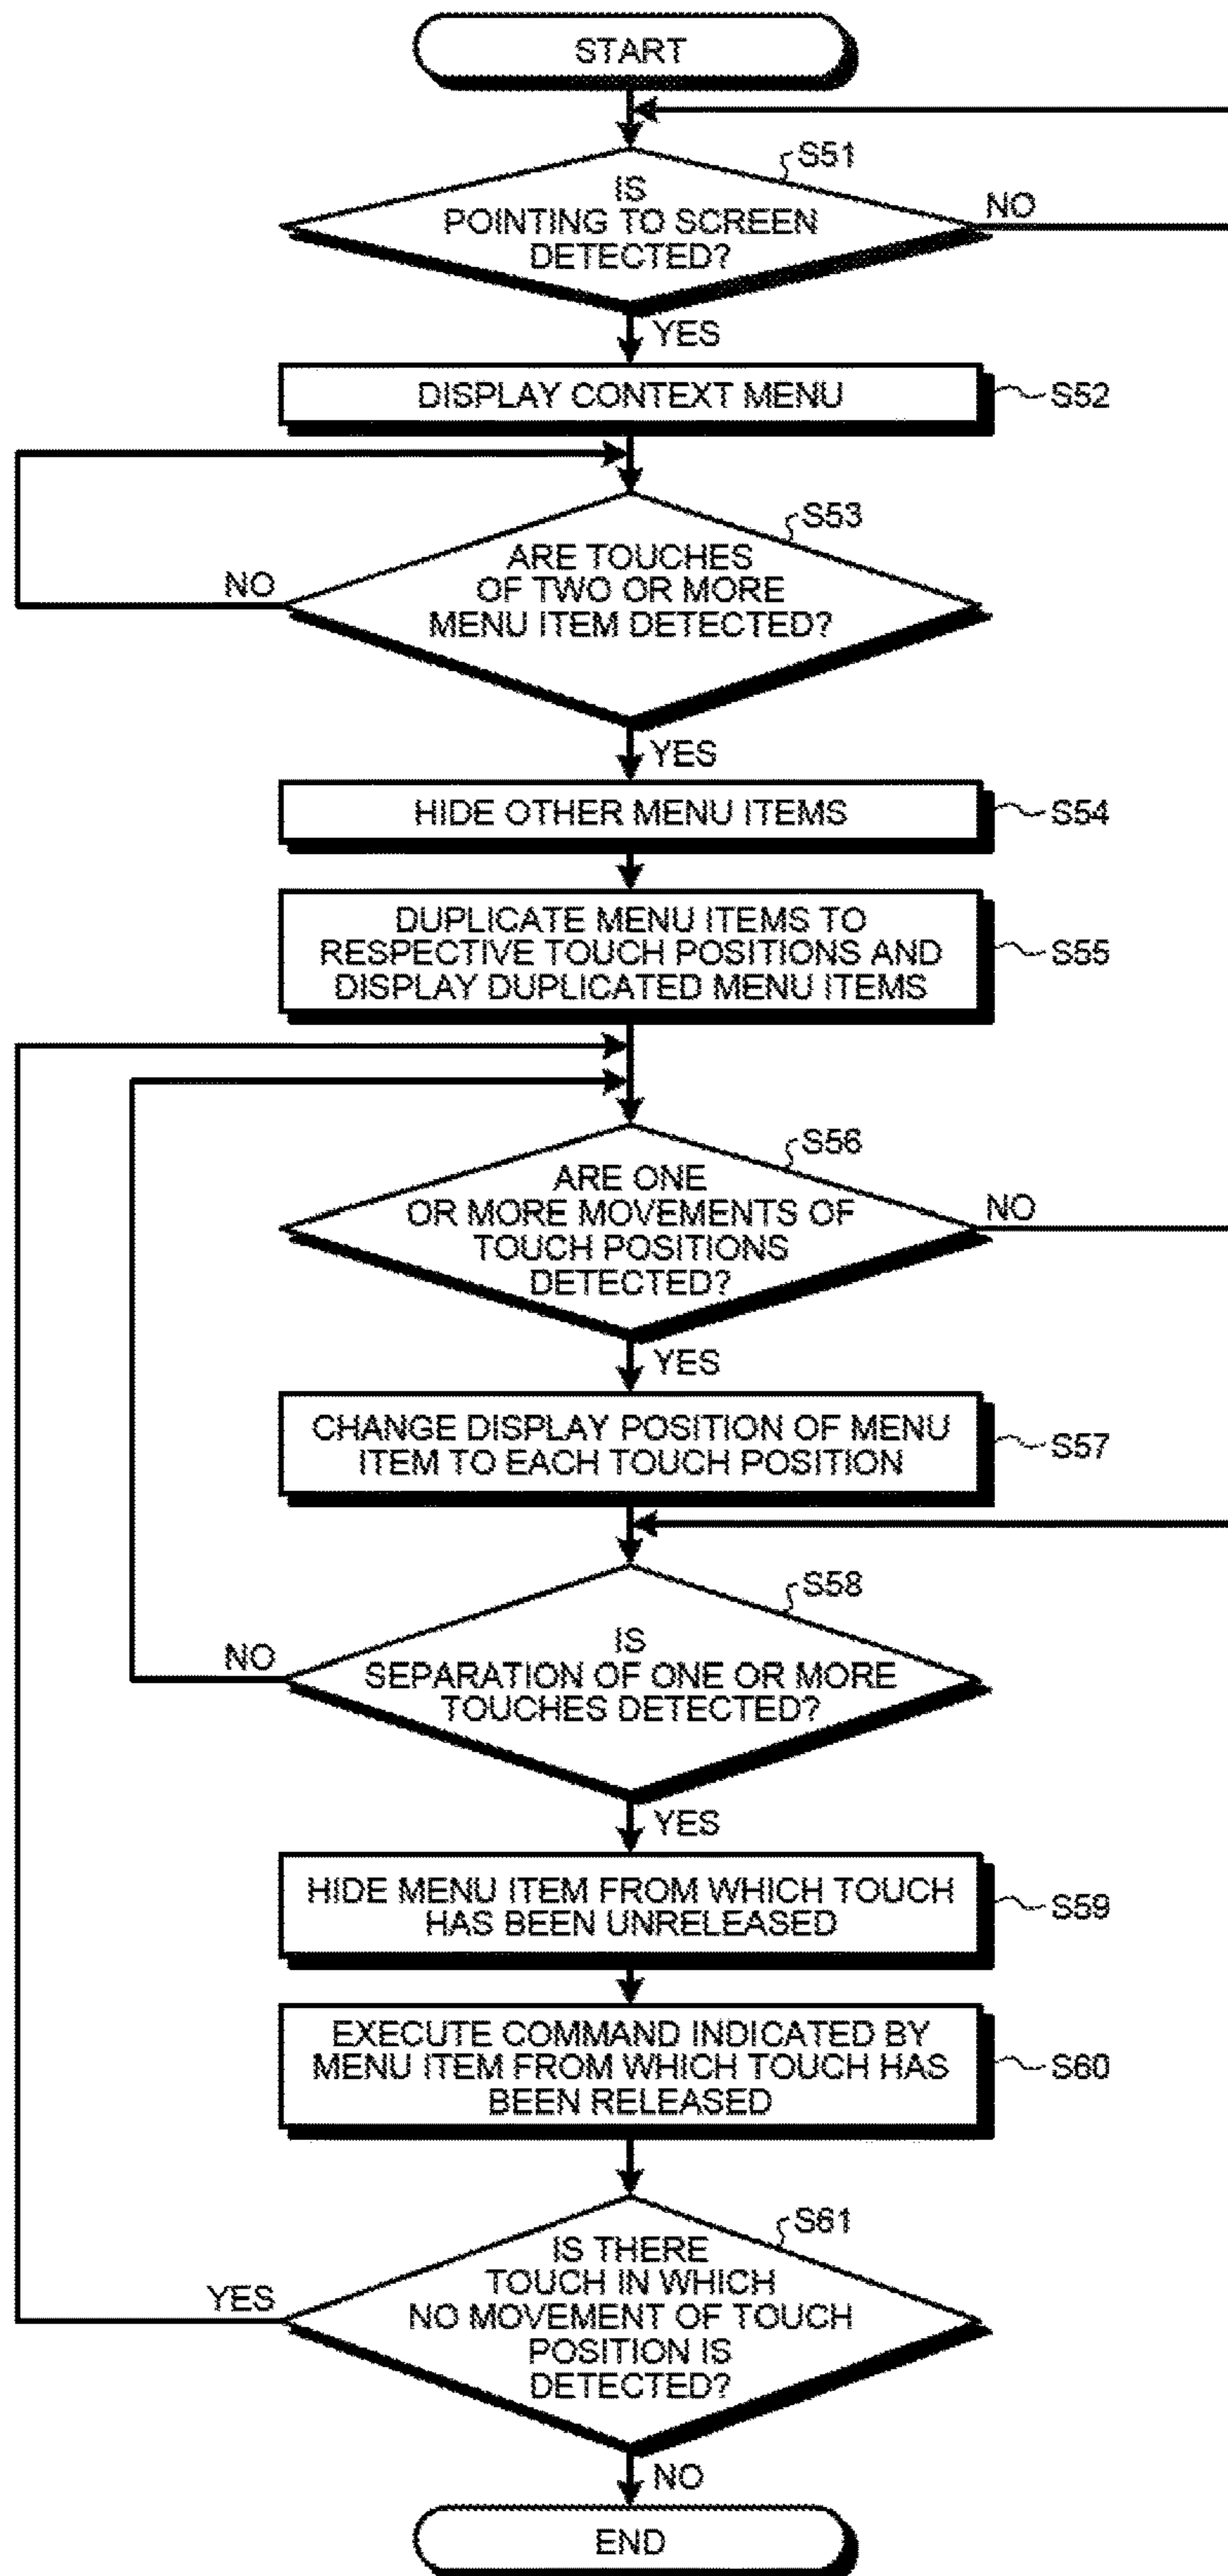 START
S51
IS
POINTING TO SCREEN
DETECTED?
NO
YES
DISPLAY CONTEXT MENU
S52
S53
ARE TOUCHES
OF TWO OR MORE
MENU ITEM DETECTED?
NO
YES
HIDE OTHER MENU ITEMS
S54
DUPLICATE MENU ITEMS TO
RESPECTIVE TOUCH POSITIONS AND
DISPLAY DUPLICATED MENU ITEMS
S55
S56
ARE ONE
OR MORE MOVEMENTS OF
TOUCH POSITIONS
DETECTED?
NO
YES
CHANGE DISPLAY POSITION OF MENU
ITEM TO EACH TOUCH POSITION
S57
S58
IS
SEPARATION OF ONE OR MORE
TOUCHES DETECTED?
NO
YES
HIDE MENU ITEM FROM WHICH TOUCH
HAS BEEN UNRELEASED
S59
EXECUTE COMMAND INDICATED BY
MENU ITEM FROM WHICH TOUCH HAS
BEEN RELEASED
S60
S61
IS THERE
TOUCH IN WHICH
NO MOVEMENT OF TOUCH
POSITION IS
DETECTED?
YES
NO
END